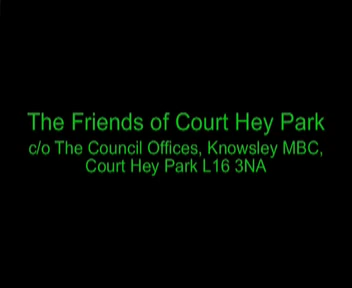 The Friends of Court Hey Park
c/o The Council Offices, Knowsley MBC,
Court Hey Park L16 3NA